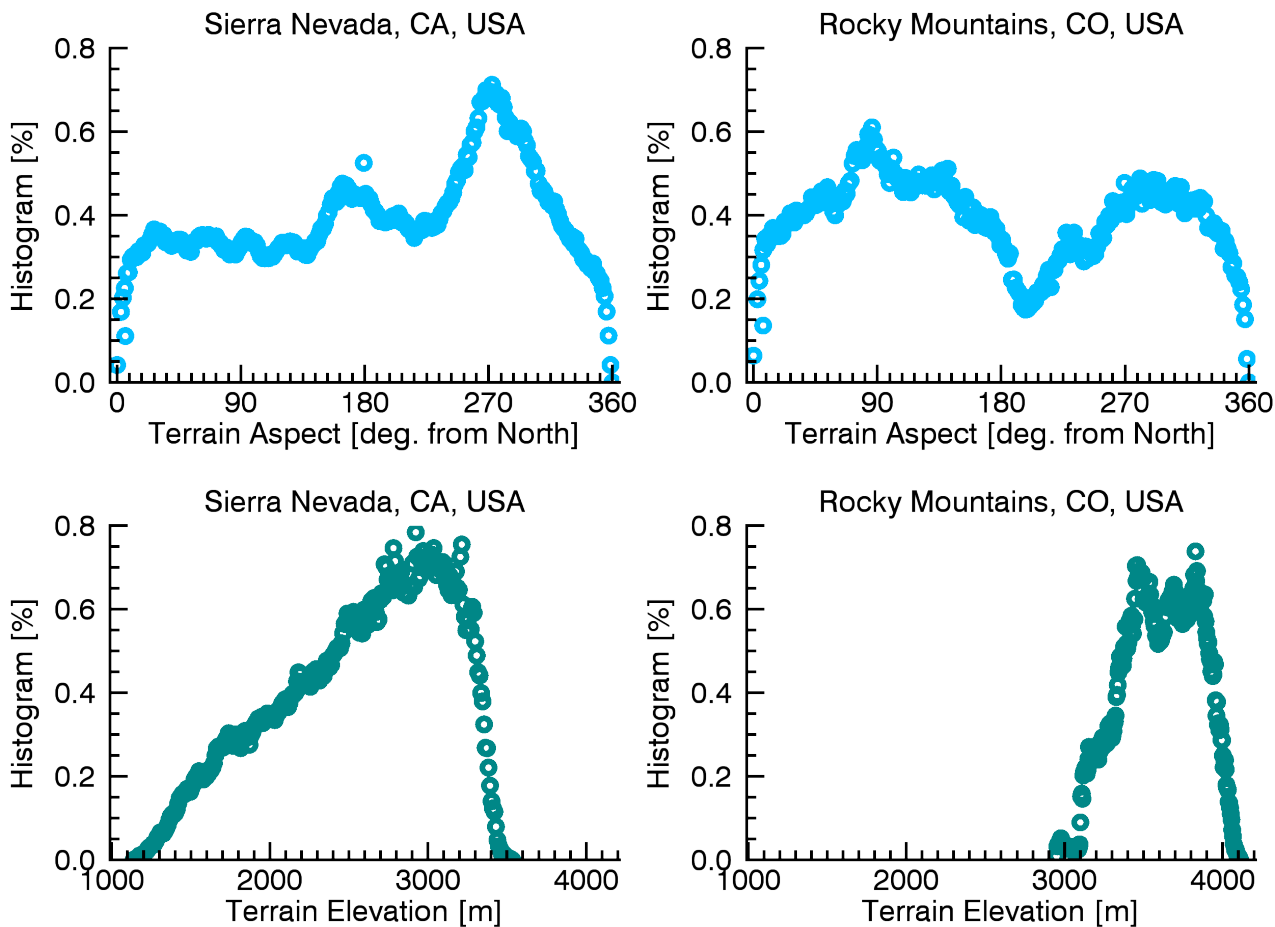 Sierra Nevada, CA, USA
0.8
0.6
0.4
0.2
0.0
Histogram [%]
0 90 180 270 360
Terrain Aspect [deg. from North]
Rocky Mountains, CO, USA
0.8
0.6
0.4
0.2
0.0
Histogram [%]
0 90 180 270 360
Terrain Aspect [deg. from North]
Sierra Nevada, CA, USA
0.8
0.6
0.4
0.2
0.0
Histogram [%]
1000 2000 3000 4000
Terrain Elevation [m]
Rocky Mountains, CO, USA
0.8
0.6
0.4
0.2
0.0
Histogram [%]
1000 2000 3000 4000
Terrain Elevation [m]